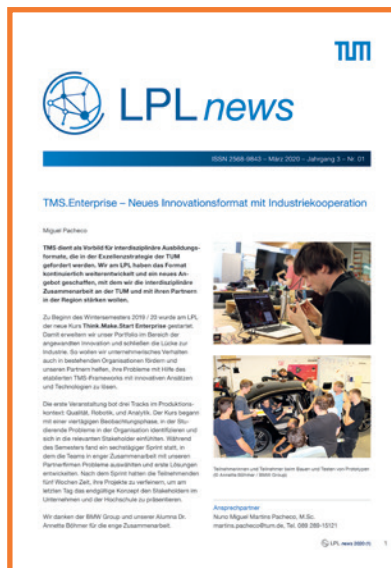 TUM
LPL news
ISSN 2568-9843 – März 2020 – Jahrgang 3 – Nr. 01
TMS.Enterprise – Neues Innovationsformat mit Industriekooperation
Miguel Pacheco
TMS dient als Vorbild für interdisziplinäre Ausbildungs-
formate, die in der Exzellenzstrategie der TUM
gefordert werden. Wir am LPL haben das Format
kontinuierlich weiterentwickelt und ein neues An-
gebot geschaffen, mit dem wir die interdisziplinäre
Zusammenarbeit an der TUM und mit ihren Partnern
in der Region stärken wollen.
Zu Beginn des Wintersemesters 2019 / 20 wurde am LPL
der neue Kurs Think.Make.Start Enterprise gestartet.
Damit erweitern wir unser Portfolio im Bereich der
angewandten Innovation und schließen die Lücke zur
Industrie. So wollen wir unternehmerisches Verhalten
auch in bestehenden Organisationen fördern und
unseren Partnern helfen, ihre Probleme mit Hilfe des
etablierten TMS-Frameworks mit innovativen Ansätzen
und Technologien zu lösen.
Die erste Veranstaltung bot drei Tracks im Produktions-
kontext: Qualität, Robotik, und Analytik. Der Kurs begann
mit einer viertägigen Beobachtungsphase, in der Stu-
dierende Probleme in der Organisation identifizieren und
sich in die relevanten Stakeholder einfühlten. Während
des Semesters fand ein sechstägiger Sprint statt, in
dem die Teams in enger Zusammenarbeit mit unseren
Partnerfirmen Probleme auswählten und erste Lösungen
entwickelten. Nach dem Sprint hatten die Teilnehmenden
fünf Wochen Zeit, ihre Projekte zu verfeinern, um am
letzten Tag das endgültige Konzept den Stakeholdern im
Unternehmen und der Hochschule zu präsentieren.
Wir danken der BMW Group und unserer Alumna Dr.
Annette Böhmer für die enge Zusammenarbeit.
Teilnehmerinnen und Teilnehmer beim Bauen und Testen von Prototypen
(© Annette Böhmer / BMW Group)
Ansprechpartner
Nuno Miguel Martins Pacheco, M.Sc.
martins.pacheco@tum.de, Tel. 089 289-15121
LPL news 2020 (1) 1